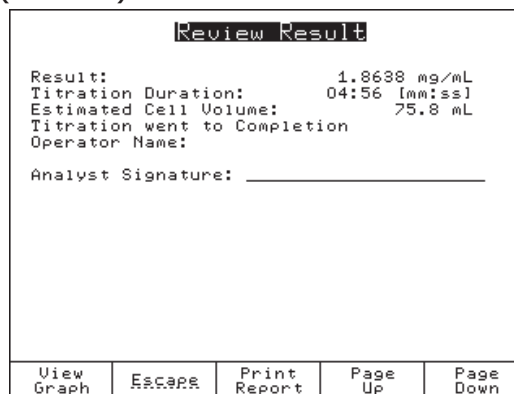 Review Result
Result: 1.8638 mg/mL
Titration Duration: 04:56 [mm:ss]
Estimated Cell Volume: 75.8 mL
Titration went to Completion
Operator Name:
Analyst Signature:
View Graph
Escape
Print Report
Page Up
Page Down